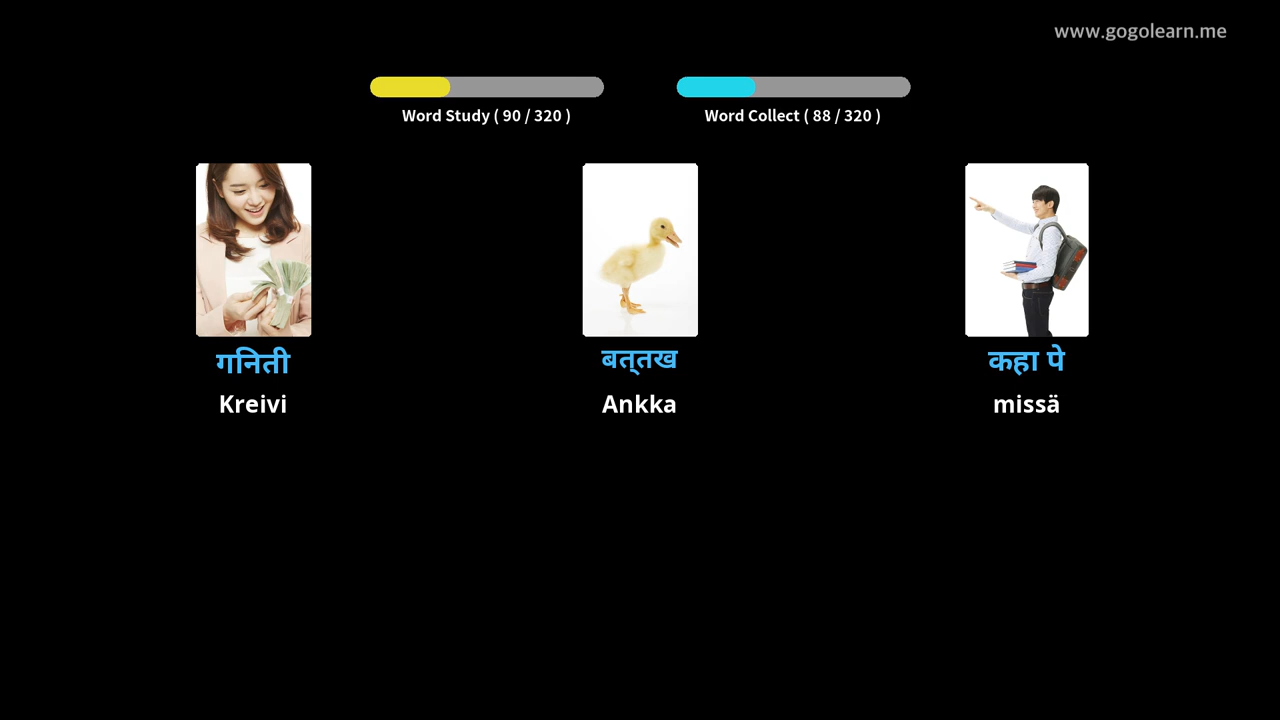 www.gogolearn.me
Word Study ( 90 / 320 )
Word Collect ( 88 / 320 )
गनिती
बत्‌तख
कहा पे
Kreivi
Ankka
missä